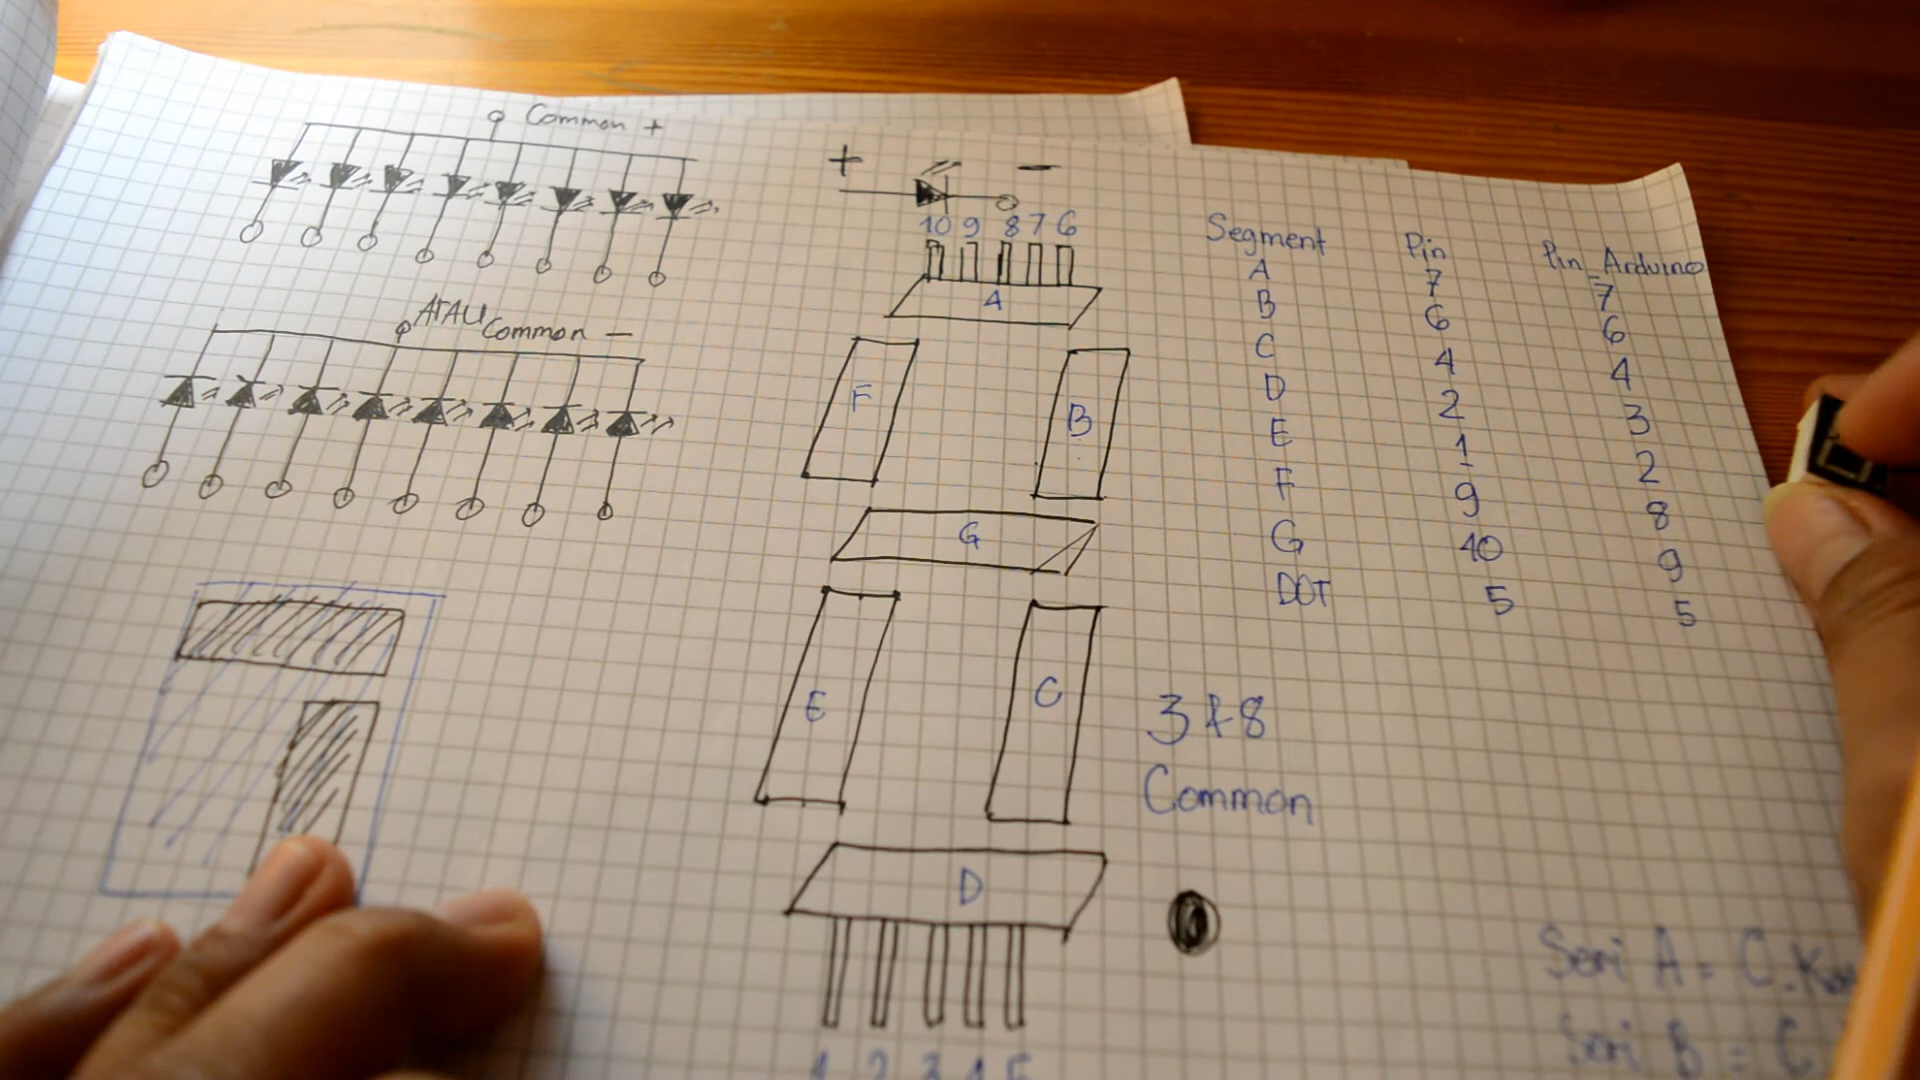 Common +
ATAU Common -
+ -
10 9 8 7 6
A
F
B
G
E
C
D
1 2 3 4 5
Segment Pin Pin_Arduino
A 7 7
B 6 6
C 4 4
D 2 3
E 1 2
F 9 8
G 10 9
DOT 5 5
3 & 8
Common
Seri A = C.
Seri B = C